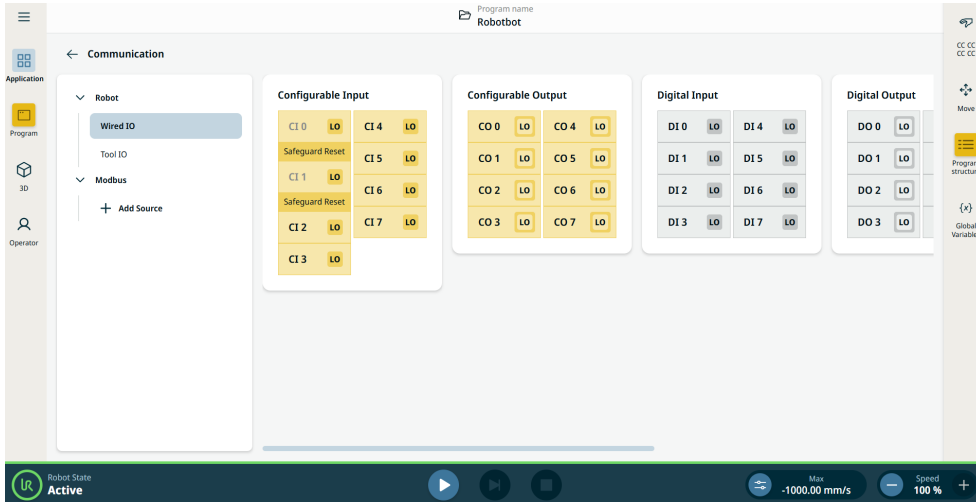 Program name
Robotbot
Application
Program
3D
Operator
Communication
Robot
Wired IO
Tool IO
Modbus
Add Source
Configurable Input
CI 0 LO CI 4 LO
Safeguard Reset
CI 5 LO
CI 1 LO
CI 6 LO
Safeguard Reset
CI 2 LO CI 7 LO
CI 3 LO
Configurable Output
CO 0 LO CO 4 LO
CO 1 LO CO 5 LO
CO 2 LO CO 6 LO
CO 3 LO CO 7 LO
Digital Input
DI 0 LO DI 4 LO
DI 1 LO DI 5 LO
DI 2 LO DI 6 LO
DI 3 LO DI 7 LO
Digital Output
DO 0 LO
DO 1 LO
DO 2 LO
DO 3 LO
CC CC
CC CC
Move
Program
structur
{x}
Global
Variable
Robot State
Active
Max
-1000.00 mm/s
Speed
100 %